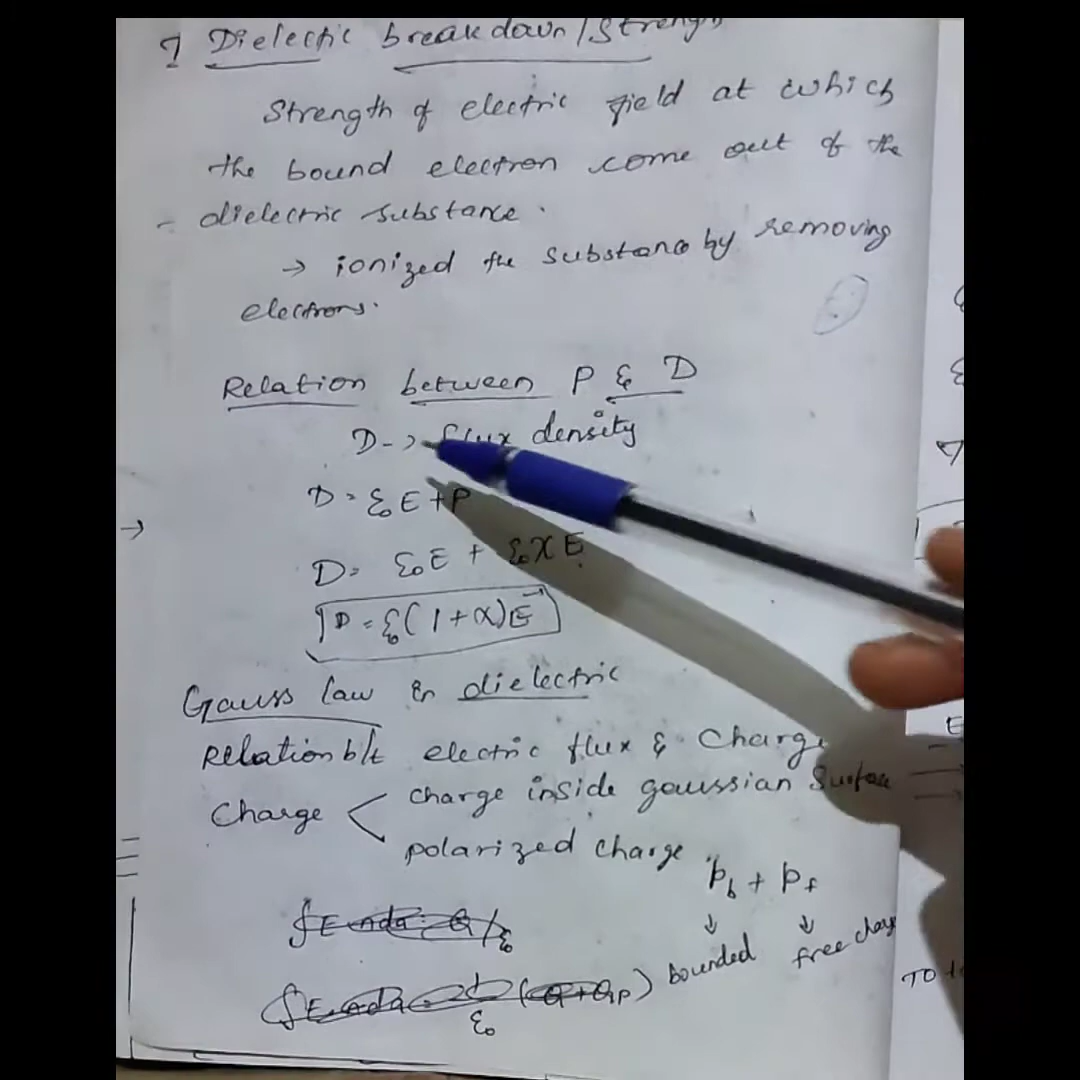 Dielectric breakdown/Strength
Strength of electric field at which
the bound electron come out of the
- dielectric substance.
→ ionized the substance by removing
electrons.
Relation between P & D
D -> flux density
D = ε₀E + P
D = ε₀E + ε₀χE
D = ε₀(1+χ)E⃗
Gauss law in dielectric
Relation b/t electric flux & Charge
Charge < charge inside gaussian Surface
polarized charge
ρb + ρf
↓ ↓
bounded free charge
→
E
TO